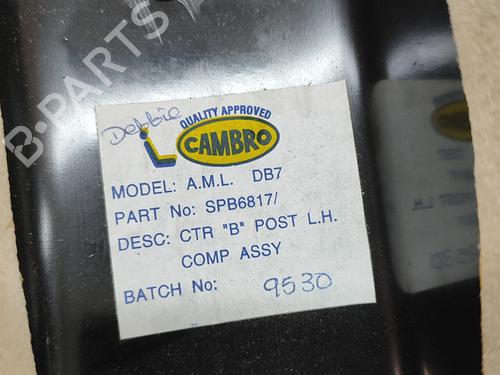 B-PARTS
Debbie
QUALITY APPROVED
CAMBRO
MODEL: A.M.L. DB7
PART No: SPB6817/
DESC: CTR "B" POST L.H.
COMP ASSY
BATCH No: 9530